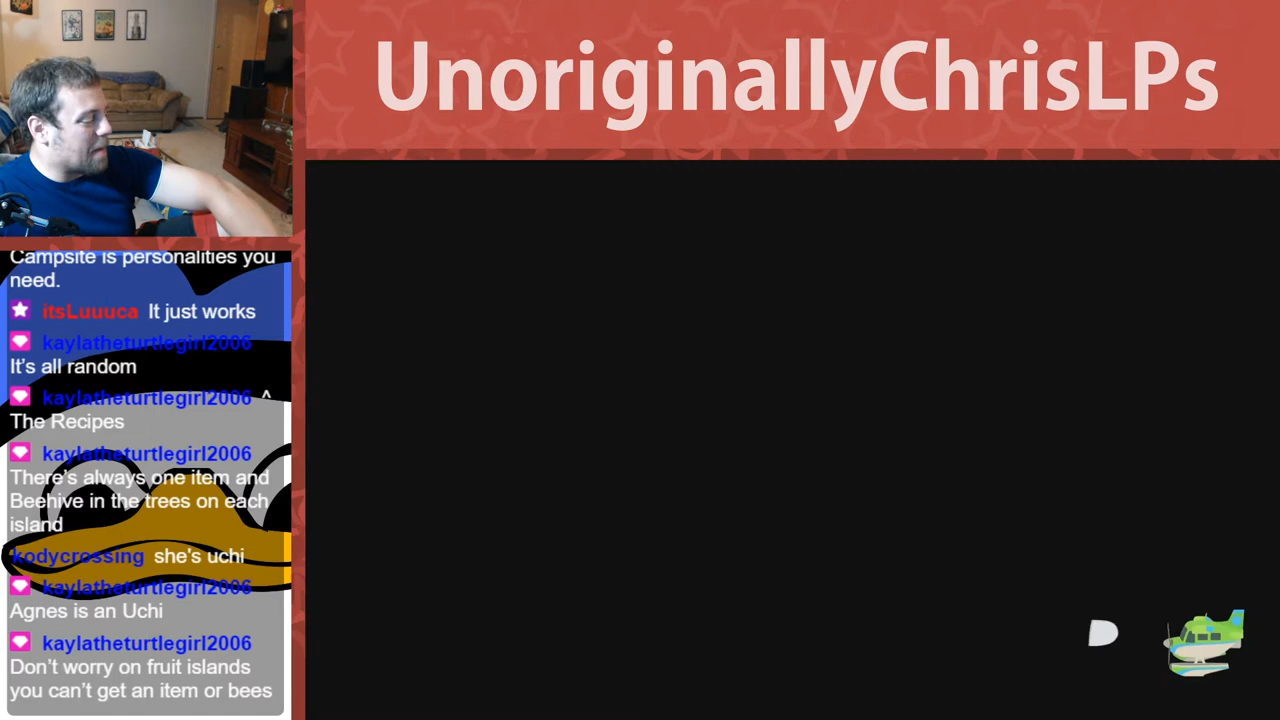 UnoriginallyChrisLPs
Campsite is personalities you
need.
itsLuuuca It just works
kaylatheturtlegirl2006
It's all random
kaylatheturtlegirl2006 ^
The Recipes
kaylatheturtlegirl2006
There's always one item and
Beehive in the trees on each
island
kodycrossing she's uchi
kaylatheturtlegirl2006
Agnes is an Uchi
kaylatheturtlegirl2006
Don't worry on fruit islands
you can't get an item or bees